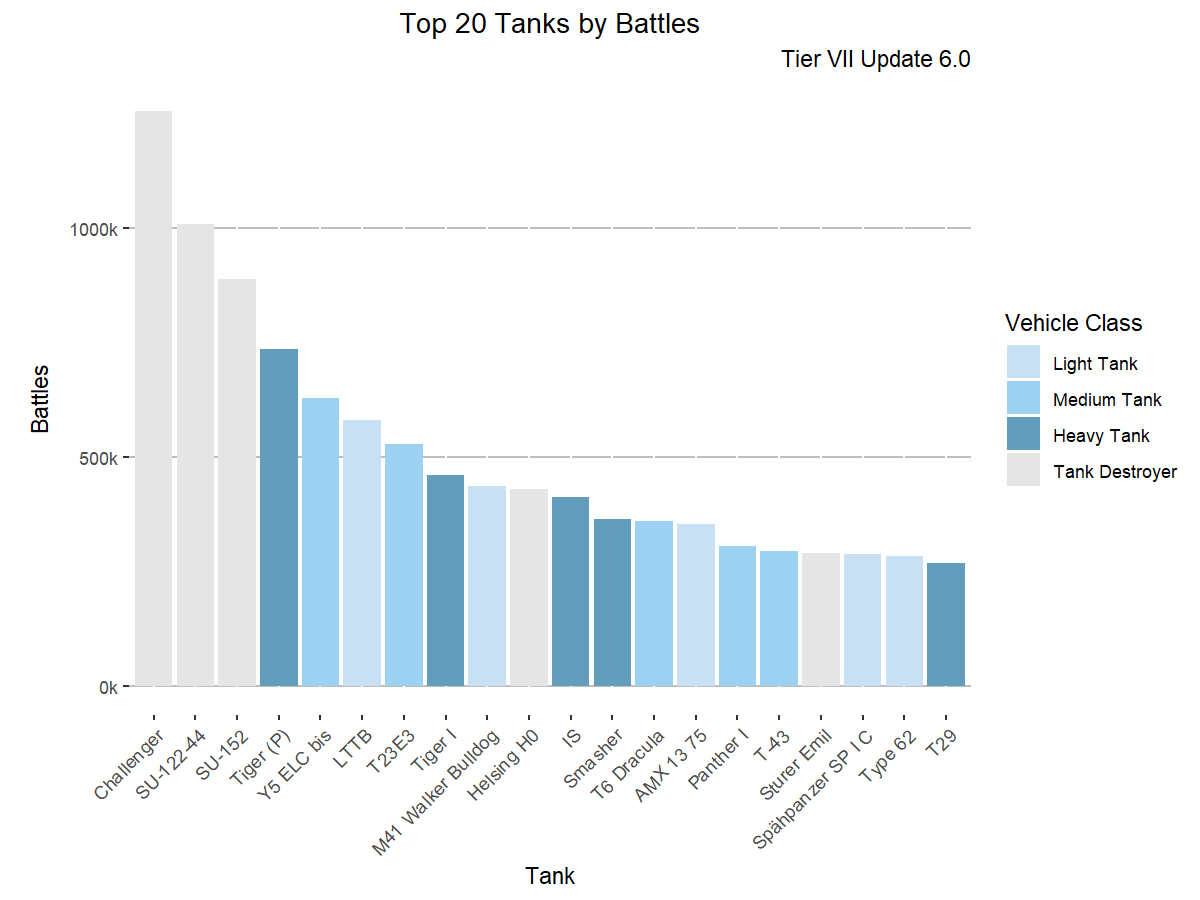 Top 20 Tanks by Battles
Tier VII Update 6.0
Battles
1000k
500k
0k
Challenger
SU-122-44
SU-152
Tiger (P)
Y5 ELC bis
LTTB
T23E3
Tiger I
M41 Walker Bulldog
Helsing H0
IS
Smasher
T6 Dracula
AMX 13 75
Panther I
T-43
Sturer Emil
Spähpanzer SP I C
Type 62
T29
Tank
Vehicle Class
Light Tank
Medium Tank
Heavy Tank
Tank Destroyer